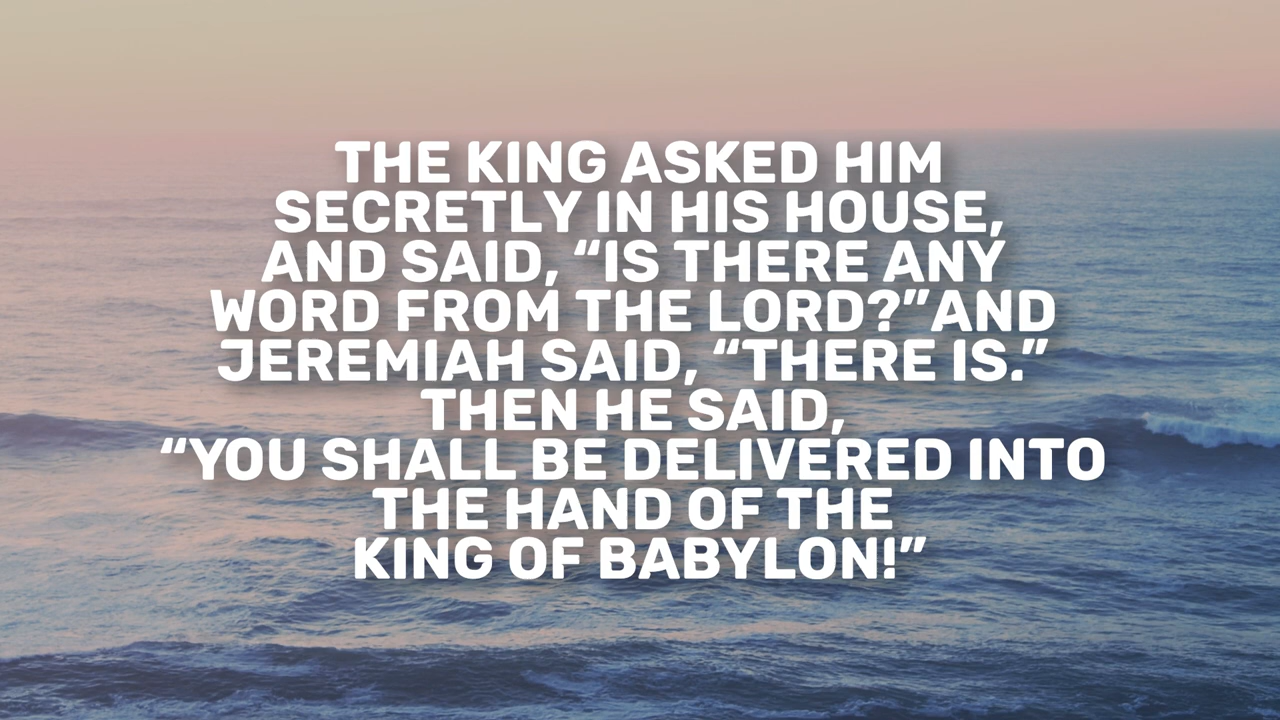 THE KING ASKED HIM
SECRETLY IN HIS HOUSE,
AND SAID, “IS THERE ANY
WORD FROM THE LORD?”AND
JEREMIAH SAID, “THERE IS.”
THEN HE SAID,
“YOU SHALL BE DELIVERED INTO
THE HAND OF THE
KING OF BABYLON!”